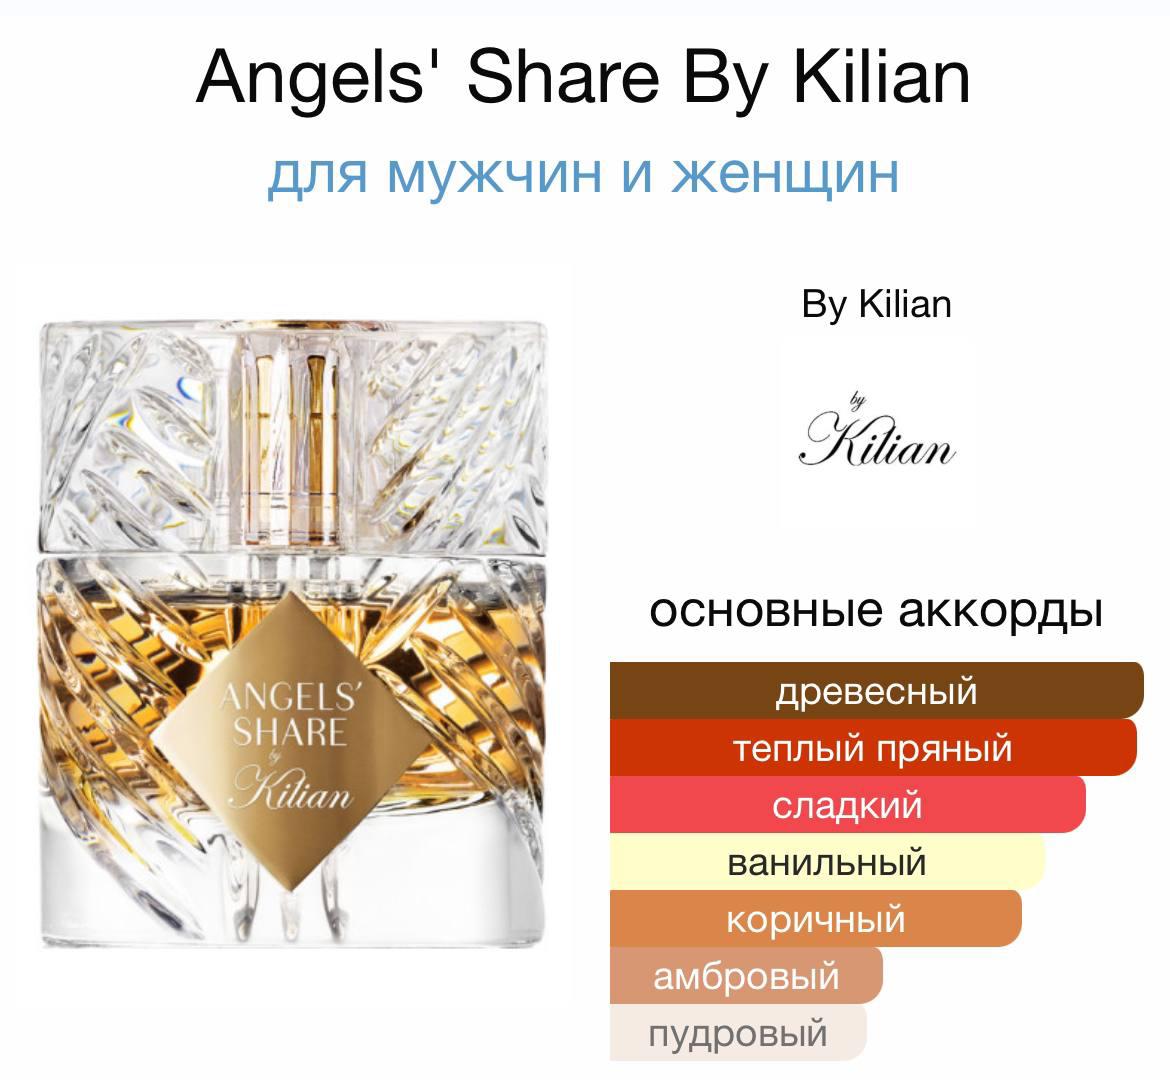 Angels' Share By Kilian
для мужчин и женщин
By Kilian
by
Kilian
основные аккорды
древесный
теплый пряный
сладкий
ванильный
коричный
амбровый
пудровый
ANGELS’
SHARE
by
Kilian